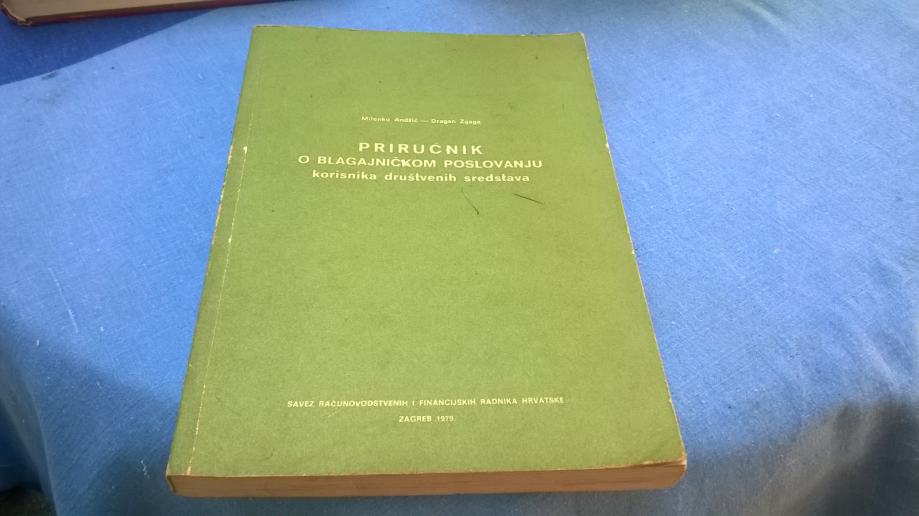 Milenko Andžić — Dragan Zgaga
PRIRUČNIK
O BLAGAJNIČKOM POSLOVANJU
korisnika društvenih sredstava
SAVEZ RAČUNOVODSTVENIH I FINANCIJSKIH RADNIKA HRVATSKE
ZAGREB 1979.